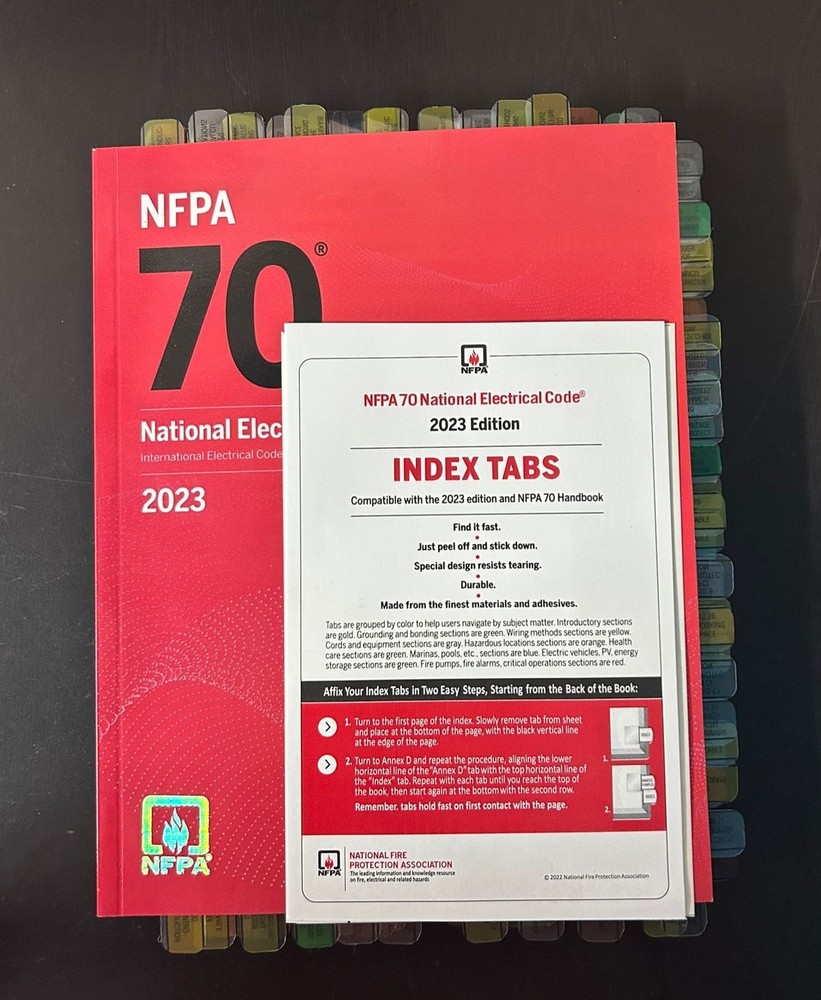 NFPA
70®
National Elec
International Electrical Code
2023
NFPA
NFPA
NFPA 70 National Electrical Code®
2023 Edition
INDEX TABS
Compatible with the 2023 edition and NFPA 70 Handbook
Find it fast.
Just peel off and stick down.
Special design resists tearing.
Durable.
Made from the finest materials and adhesives.
Tabs are grouped by color to help users navigate by subject matter. Introductory sections
are gold. Grounding and bonding sections are green. Wiring methods sections are yellow.
Cords and equipment sections are gray. Hazardous locations sections are orange. Health
care sections are green. Marinas, pools, etc., sections are blue. Electric vehicles, PV, energy
storage sections are green. Fire pumps, fire alarms, critical operations sections are red.
Affix Your Index Tabs in Two Easy Steps, Starting from the Back of the Book:
1. Turn to the first page of the index. Slowly remove tab from sheet
and place at the bottom of the page, with the black vertical line
at the edge of the page.
1.
2. Turn to Annex D and repeat the procedure, aligning the lower
horizontal line of the "Annex D" tab with the top horizontal line of
the "Index" tab. Repeat with each tab until you reach the top of
the book, then start again at the bottom with the second row.
Remember, tabs hold fast on first contact with the page.
2.
NFPA
NATIONAL FIRE
PROTECTION ASSOCIATION
The leading information and knowledge resource
on fire, electrical and related hazards
© 2022 National Fire Protection Association